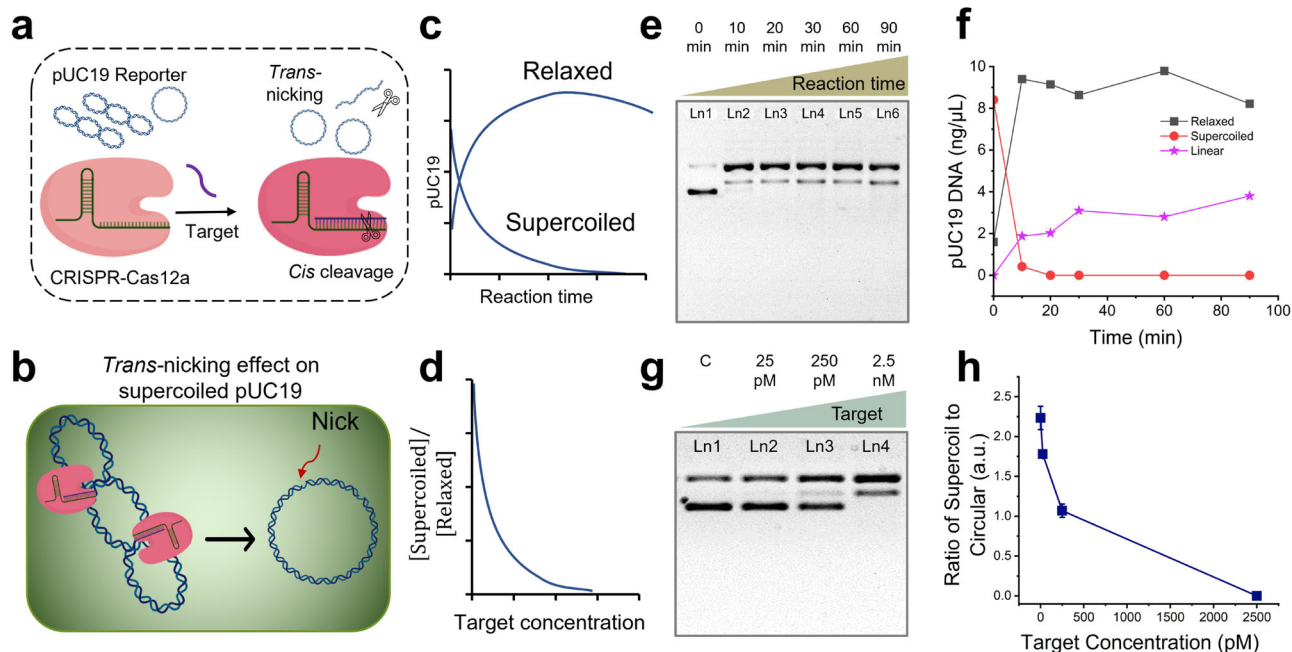 a
pUC19 Reporter
Trans-
nicking
Target
CRISPR-Cas12a
Cis cleavage
b
Trans-nicking effect on
supercoiled pUC19
Nick
c
Relaxed
Supercoiled
pUC19
Reaction time
d
[Supercoiled]/
[Relaxed]
Target concentration
e
0 10 20 30 60 90
min min min min min min
Reaction time
Ln1 Ln2 Ln3 Ln4 Ln5 Ln6
f
10
8
6
4
2
0
0 20 40 60 80 100
pUC19 DNA (ng/μL)
Time (min)
Relaxed
Supercoiled
Linear
g
C 25 250 2.5
pM pM nM
Target
Ln1 Ln2 Ln3 Ln4
h
2.5
2.0
1.5
1.0
0.5
0.0
0 500 1000 1500 2000 2500
Ratio of Supercoil to
Circular (a.u.)
Target Concentration (pM)